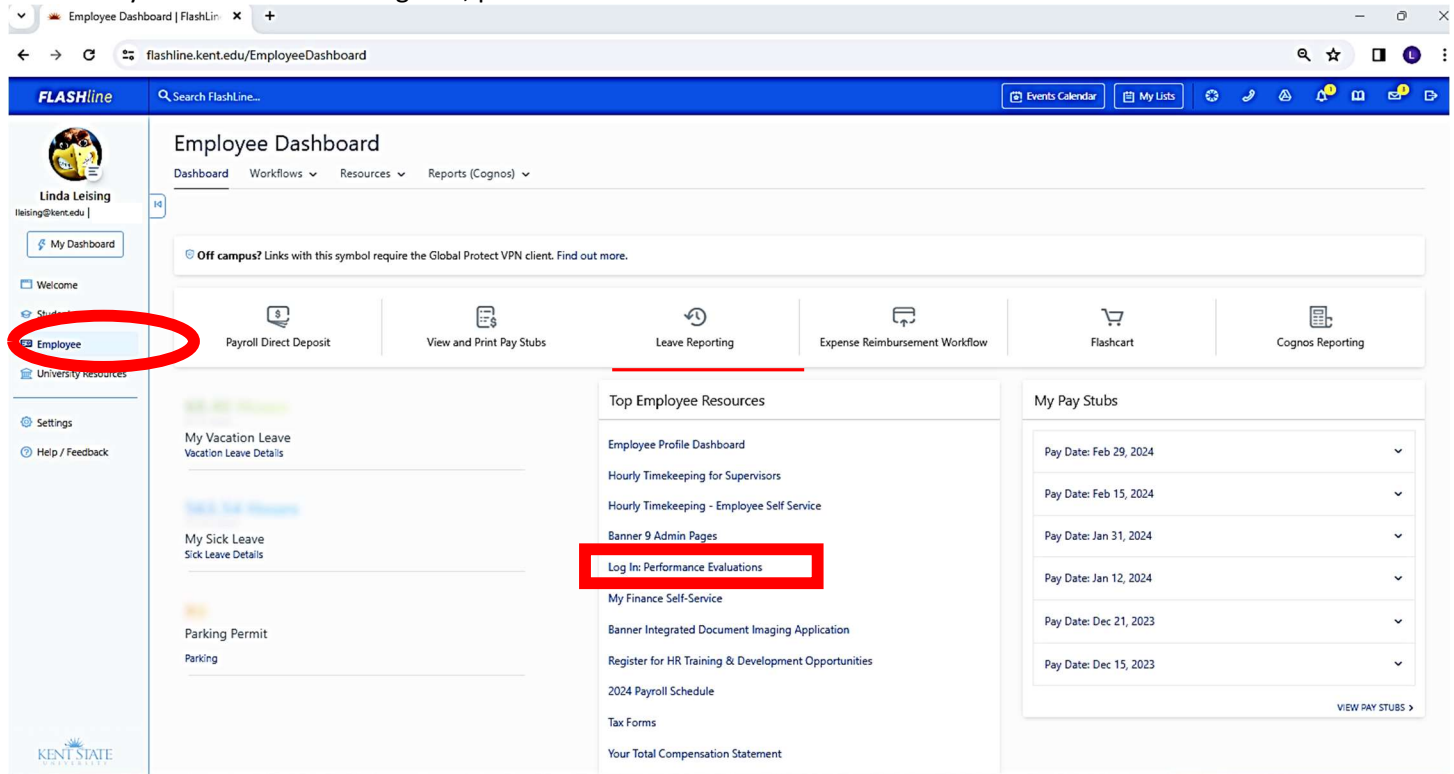 Employee Dashboard | FlashLin
flashline.kent.edu/EmployeeDashboard
L
FLASHline
Search FlashLine...
Events Calendar
My Lists
Linda Leising
lleising@kent.edu |
My Dashboard
Welcome
Employee
University Resources
Settings
Help / Feedback
KENT STATE
UNIVERSITY
Employee Dashboard
Dashboard Workflows Resources Reports (Cognos)
Off campus? Links with this symbol require the Global Protect VPN client. Find out more.
Payroll Direct Deposit
View and Print Pay Stubs
Leave Reporting
Expense Reimbursement Workflow
Flashcart
Cognos Reporting
My Vacation Leave
Vacation Leave Details
My Sick Leave
Sick Leave Details
Parking Permit
Parking
Top Employee Resources
Employee Profile Dashboard
Hourly Timekeeping for Supervisors
Hourly Timekeeping - Employee Self Service
Banner 9 Admin Pages
Log In: Performance Evaluations
My Finance Self-Service
Banner Integrated Document Imaging Application
Register for HR Training & Development Opportunities
2024 Payroll Schedule
Tax Forms
Your Total Compensation Statement
My Pay Stubs
Pay Date: Feb 29, 2024
Pay Date: Feb 15, 2024
Pay Date: Jan 31, 2024
Pay Date: Jan 12, 2024
Pay Date: Dec 21, 2023
Pay Date: Dec 15, 2023
VIEW PAY STUBS >